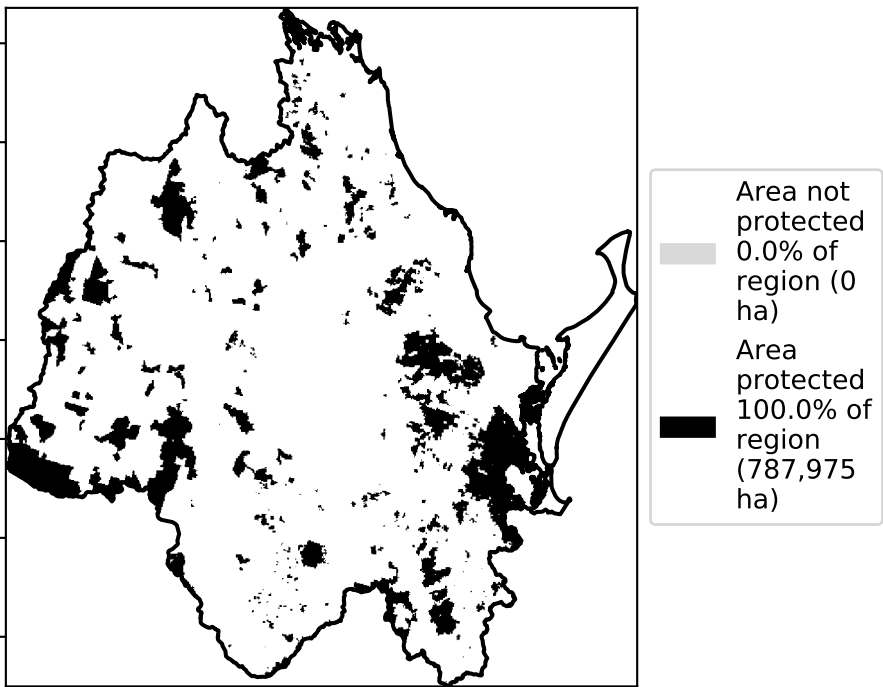 Area not
protected
0.0% of
region (0
ha)
Area
protected
100.0% of
region
(787,975
ha)